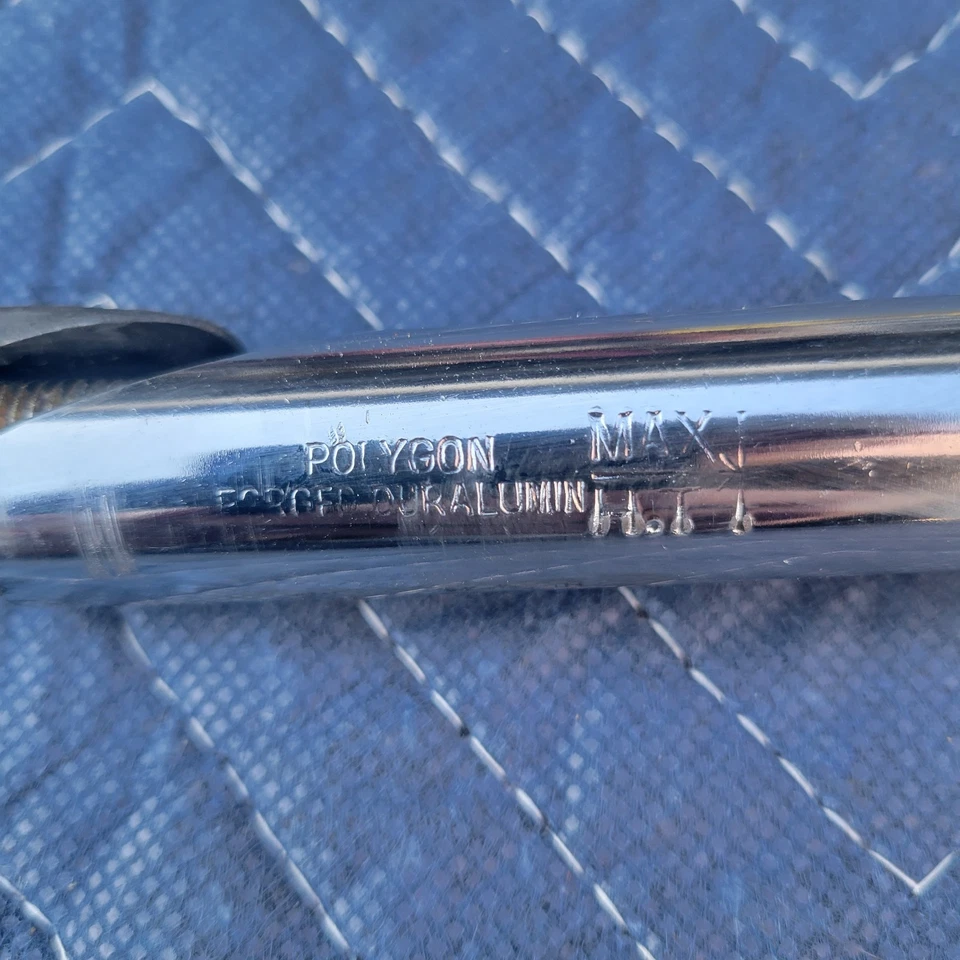 POLYGON
FORGED DURALUMIN
MAX
H.T